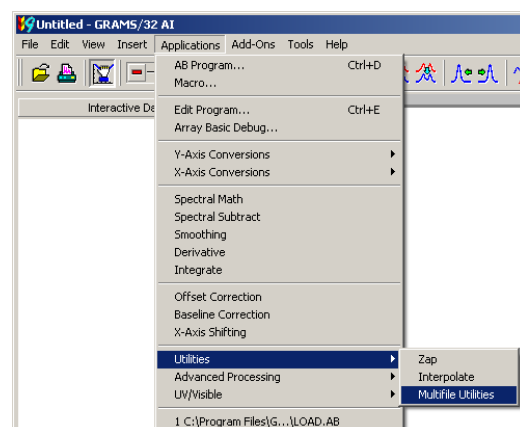 Untitled - GRAMS/32 AI
File Edit View Insert Applications Add-Ons Tools Help
AB Program... Ctrl+D
Macro...
Interactive Da
Edit Program... Ctrl+E
Array Basic Debug...
Y-Axis Conversions
X-Axis Conversions
Spectral Math
Spectral Subtract
Smoothing
Derivative
Integrate
Offset Correction
Baseline Correction
X-Axis Shifting
Utilities
Zap
Advanced Processing
Interpolate
UV/Visible
Multifile Utilities
1 C:\Program Files\G...\LOAD.AB